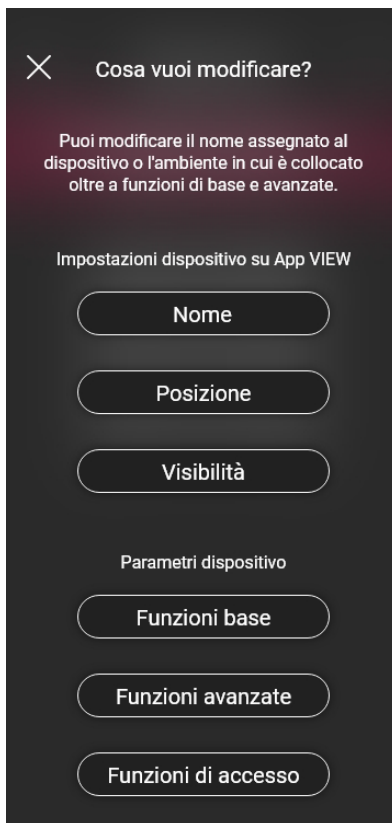 Cosa vuoi modificare?
Puoi modificare il nome assegnato al
dispositivo o l'ambiente in cui è collocato
oltre a funzioni di base e avanzate.
Impostazioni dispositivo su App VIEW
Nome
Posizione
Visibilità
Parametri dispositivo
Funzioni base
Funzioni avanzate
Funzioni di accesso